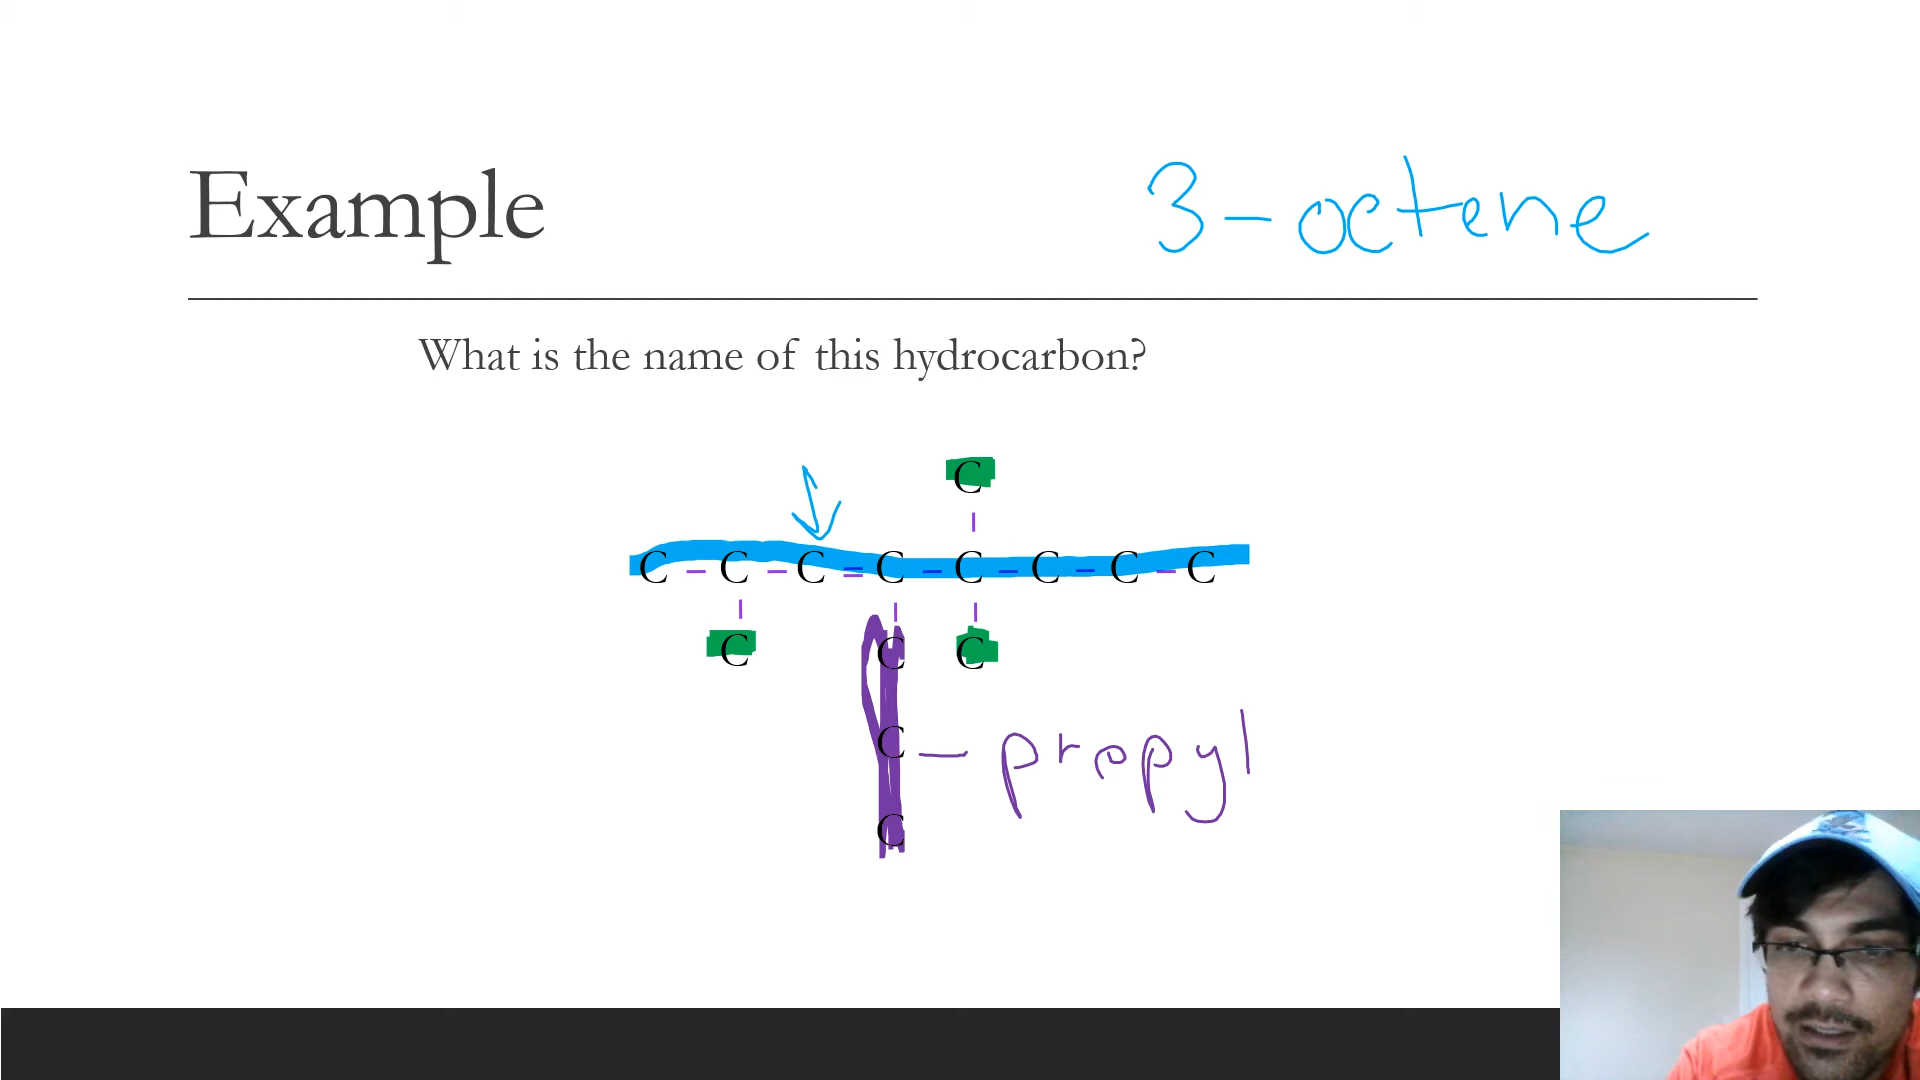 Example
3-octene
What is the name of this hydrocarbon?
C
C - C - C = C - C - C - C - C
C C C
C - propyl
C